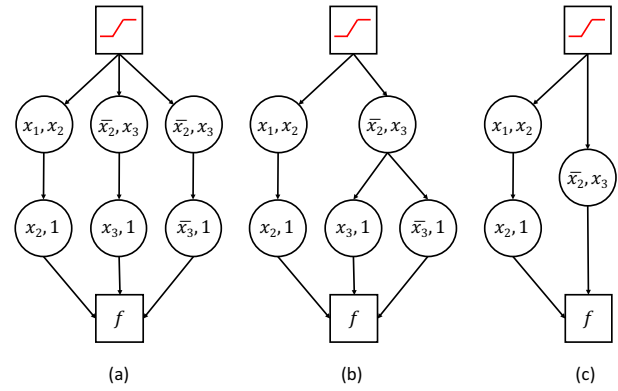 x₁, x₂ x̅₂, x₃ x̅₂, x₃ x₁, x₂ x̅₂, x₃ x₁, x₂
x̅₂, x₃
x₂, 1 x₃, 1 x̅₃, 1 x₂, 1 x₃, 1 x̅₃, 1 x₂, 1
f f f
(a) (b) (c)